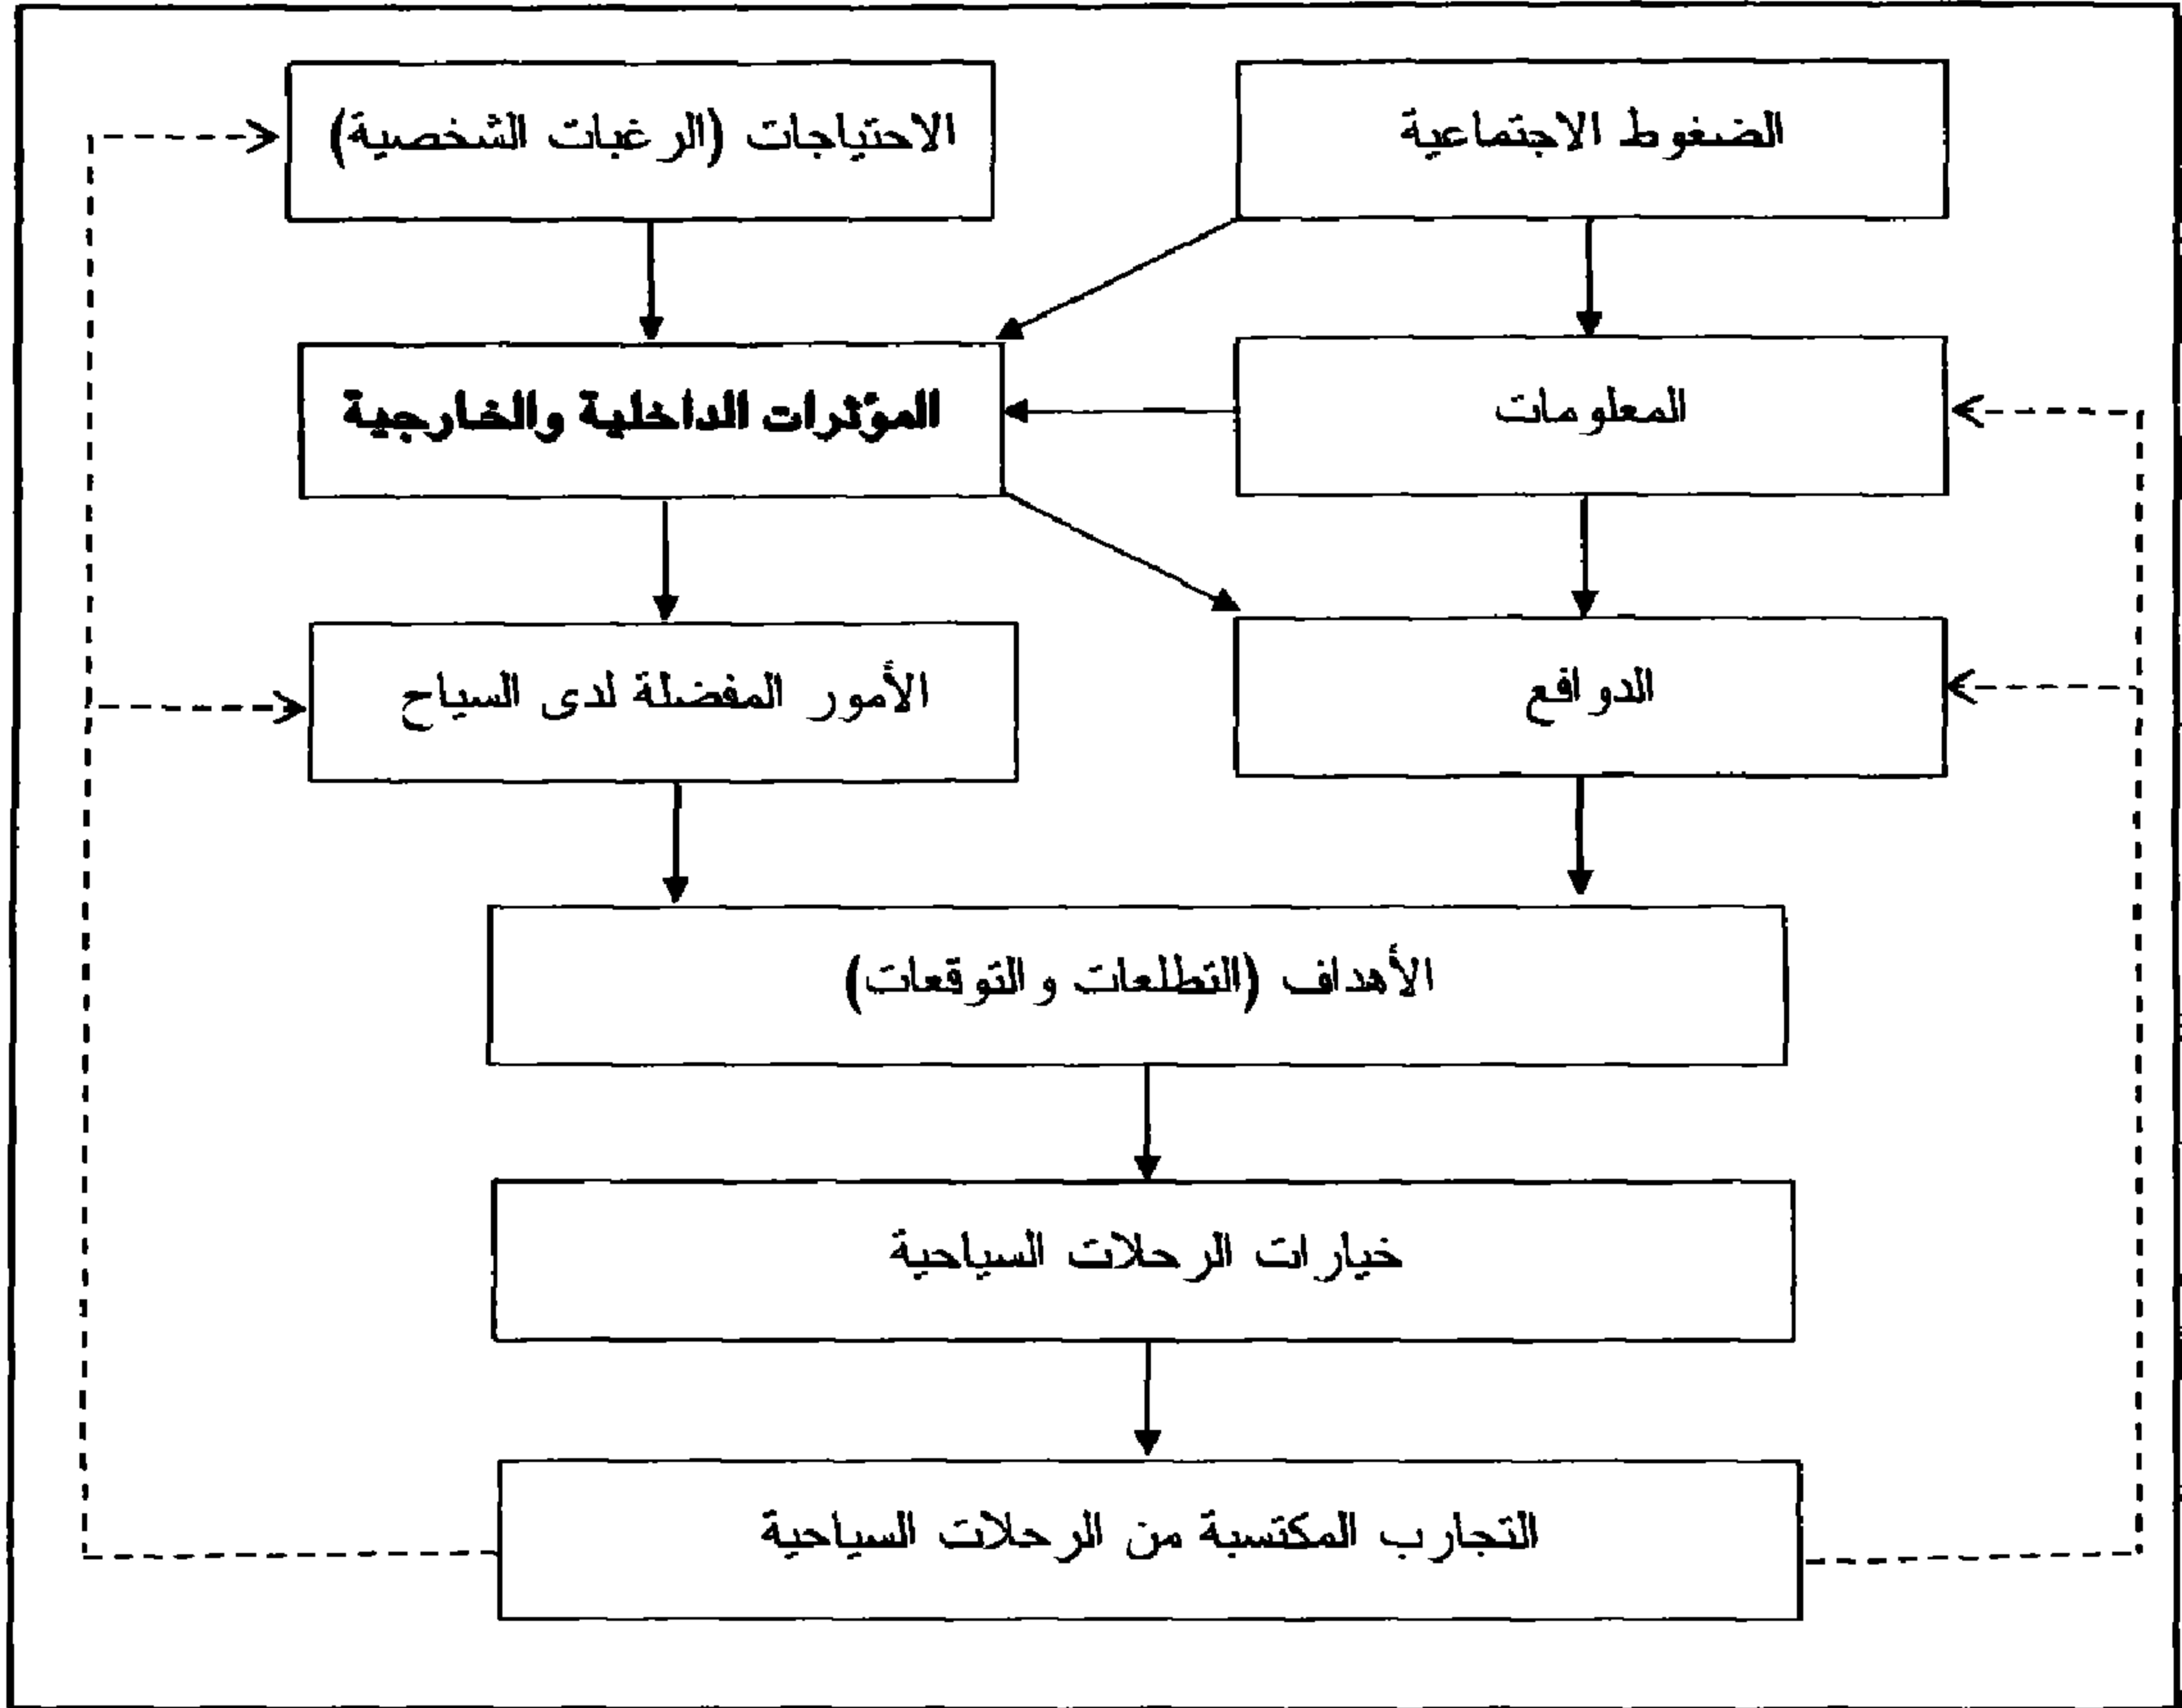 الضغوط الاجتماعية
الاحتياجات (الرغبات الشخصية)
المعلومات
المؤثرات الداخلية والخارجية
الدوافع
الأمور المفضلة لدى السياح
الأهداف (التطلعات والتوقعات)
خيارات الرحلات السياحية
التجارب المكتسبة من الرحلات السياحية